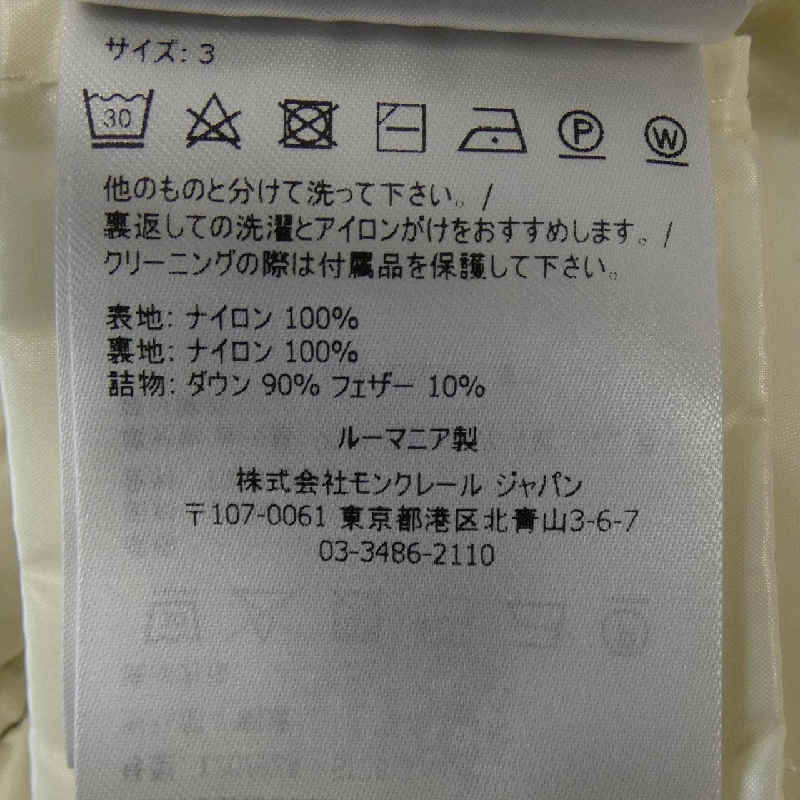 サイズ: 3
30 P W
他のものと分けて洗って下さい。/
裏返しての洗濯とアイロンがけをおすすめします。/
クリーニングの際は付属品を保護して下さい。
表地: ナイロン 100%
裏地: ナイロン 100%
詰物: ダウン 90% フェザー 10%
ルーマニア製
株式会社モンクレール ジャパン
〒107-0061 東京都港区北青山3-6-7
03-3486-2110